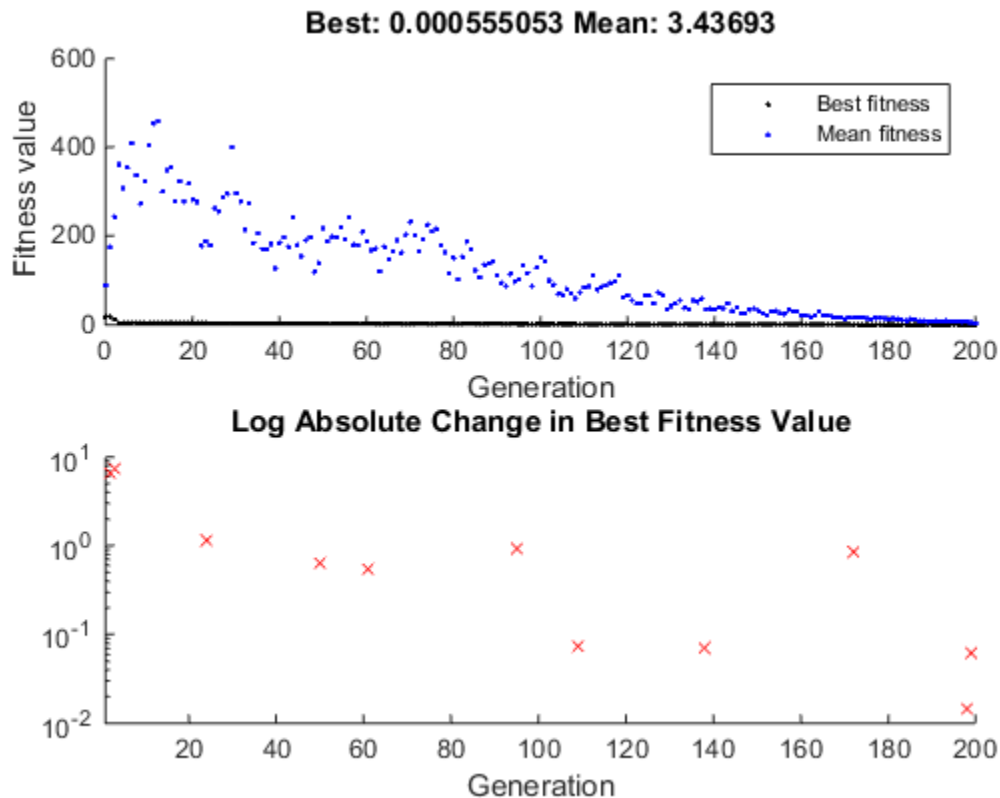 Best: 0.000555053 Mean: 3.43693
600
400
200
0
Fitness value
Best fitness
Mean fitness
0 20 40 60 80 100 120 140 160 180 200
Generation
Log Absolute Change in Best Fitness Value
10^1
10^0
10^-1
10^-2
20 40 60 80 100 120 140 160 180 200
Generation